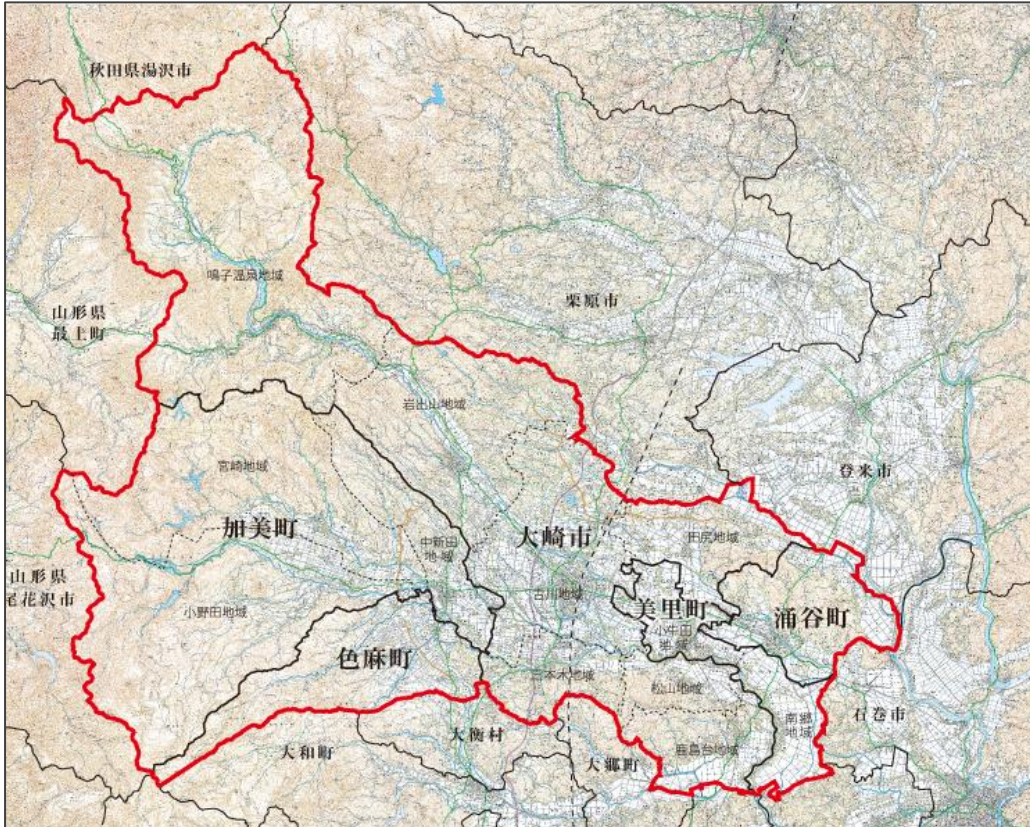 秋田県湯沢市
鳴子温泉地域
栗原市
山形県
最上町
岩出山地域
宮崎地域
登米市
加美町
中新田
地域
大崎市
田尻地域
山形県
尾花沢市
小野田地域
古川地域
美里町
小牛田
地域
涌谷町
色麻町
三本木地域
松山地域
南郷
地域
石巻市
大衡村
大和町
大郷町
鹿島台地域